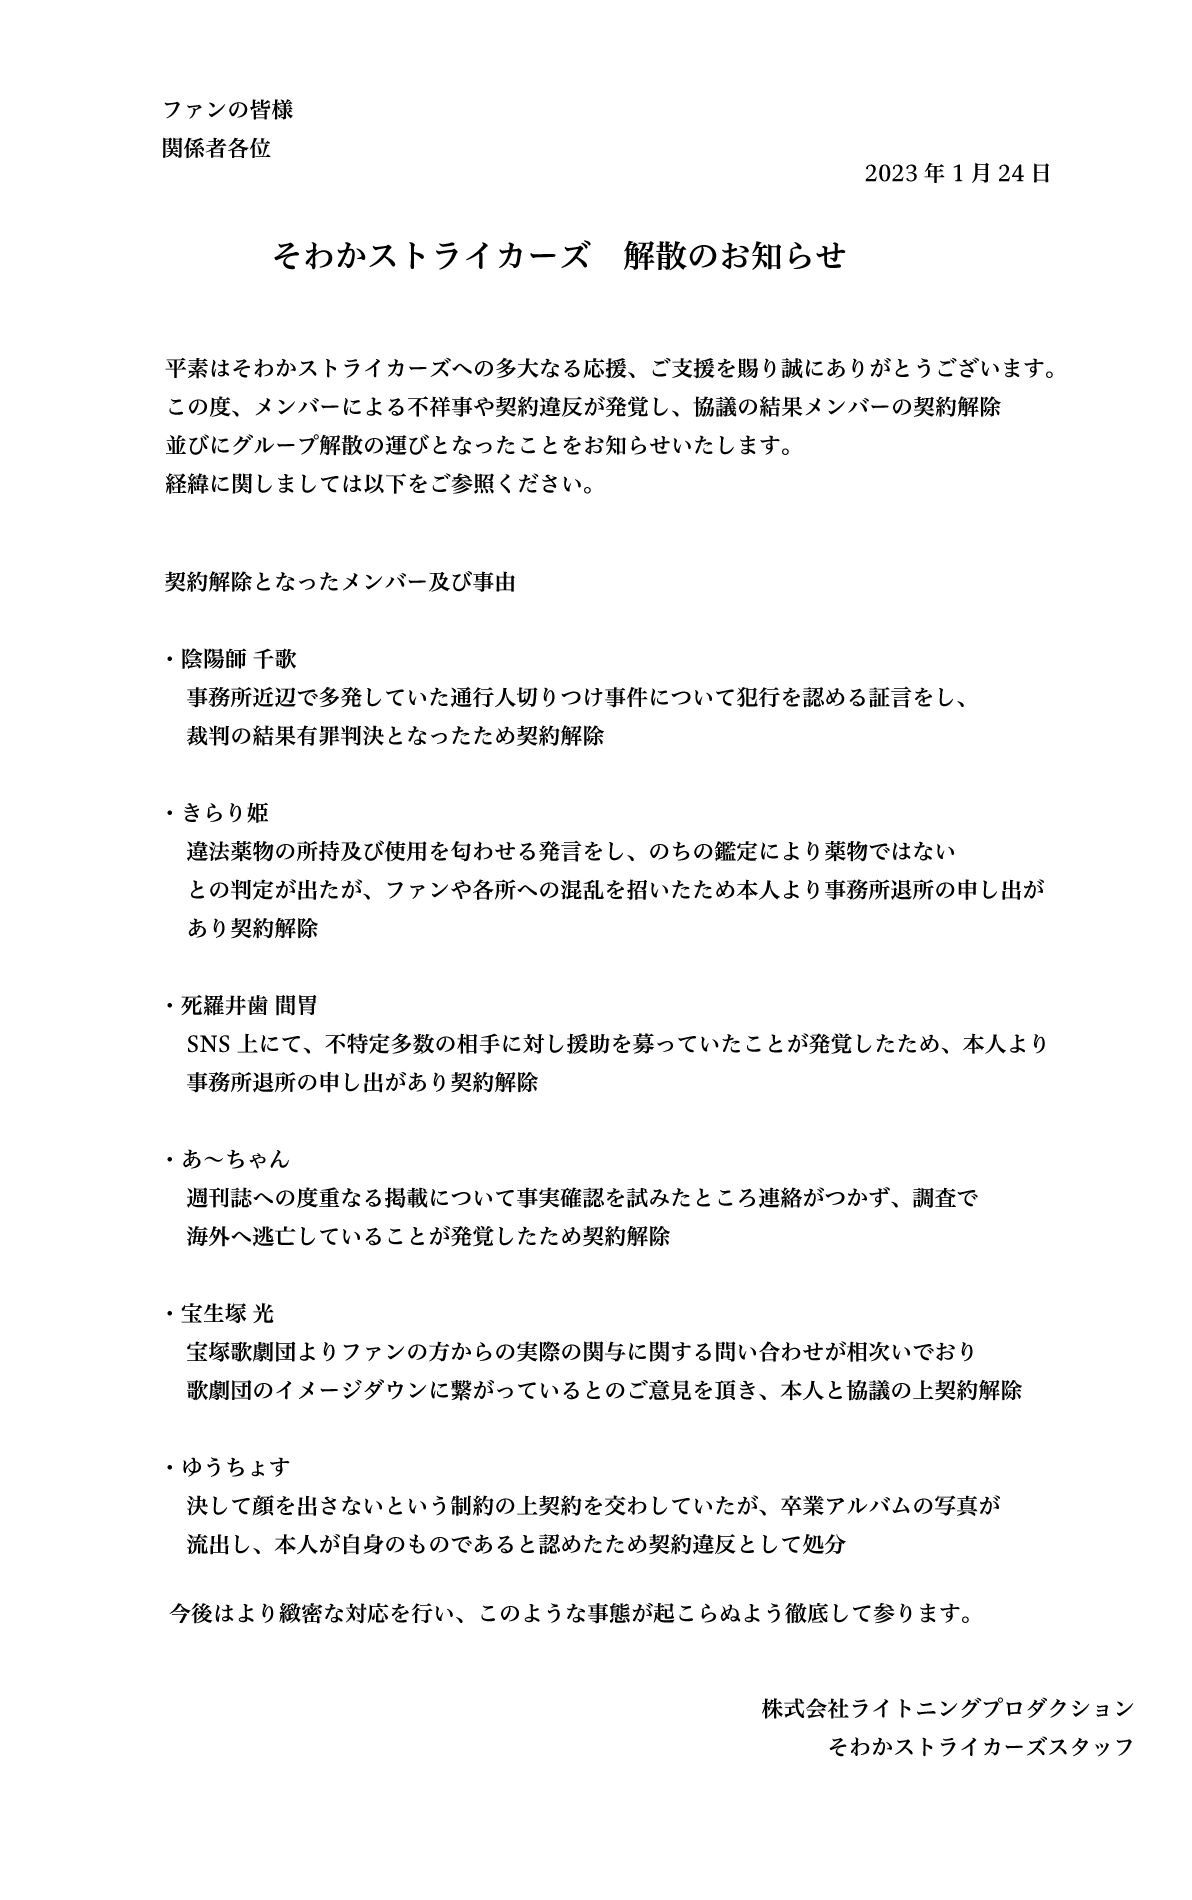 ファンの皆様
関係者各位
2023年1月24日
そわかストライカーズ　解散のお知らせ
平素はそわかストライカーズへの多大なる応援、ご支援を賜り誠にありがとうございます。
この度、メンバーによる不祥事や契約違反が発覚し、協議の結果メンバーの契約解除
並びにグループ解散の運びとなったことをお知らせいたします。
経緯に関しましては以下をご参照ください。
契約解除となったメンバー及び事由
・陰陽師 千歌
事務所近辺で多発していた通行人切りつけ事件について犯行を認める証言をし、
裁判の結果有罪判決となったため契約解除
・きらり姫
違法薬物の所持及び使用を匂わせる発言をし、のちの鑑定により薬物ではない
との判定が出たが、ファンや各所への混乱を招いたため本人より事務所退所の申し出が
あり契約解除
・死羅井歯 間胃
SNS上にて、不特定多数の相手に対し援助を募っていたことが発覚したため、本人より
事務所退所の申し出があり契約解除
・あ～ちゃん
週刊誌への度重なる掲載について事実確認を試みたところ連絡がつかず、調査で
海外へ逃亡していることが発覚したため契約解除
・宝生塚 光
宝塚歌劇団よりファンの方からの実際の関与に関する問い合わせが相次いでおり
歌劇団のイメージダウンに繋がっているとのご意見を頂き、本人と協議の上契約解除
・ゆうちょす
決して顔を出さないという制約の上契約を交わしていたが、卒業アルバムの写真が
流出し、本人が自身のものであると認めたため契約違反として処分
今後はより緻密な対応を行い、このような事態が起こらぬよう徹底して参ります。
株式会社ライトニングプロダクション
そわかストライカーズスタッフ